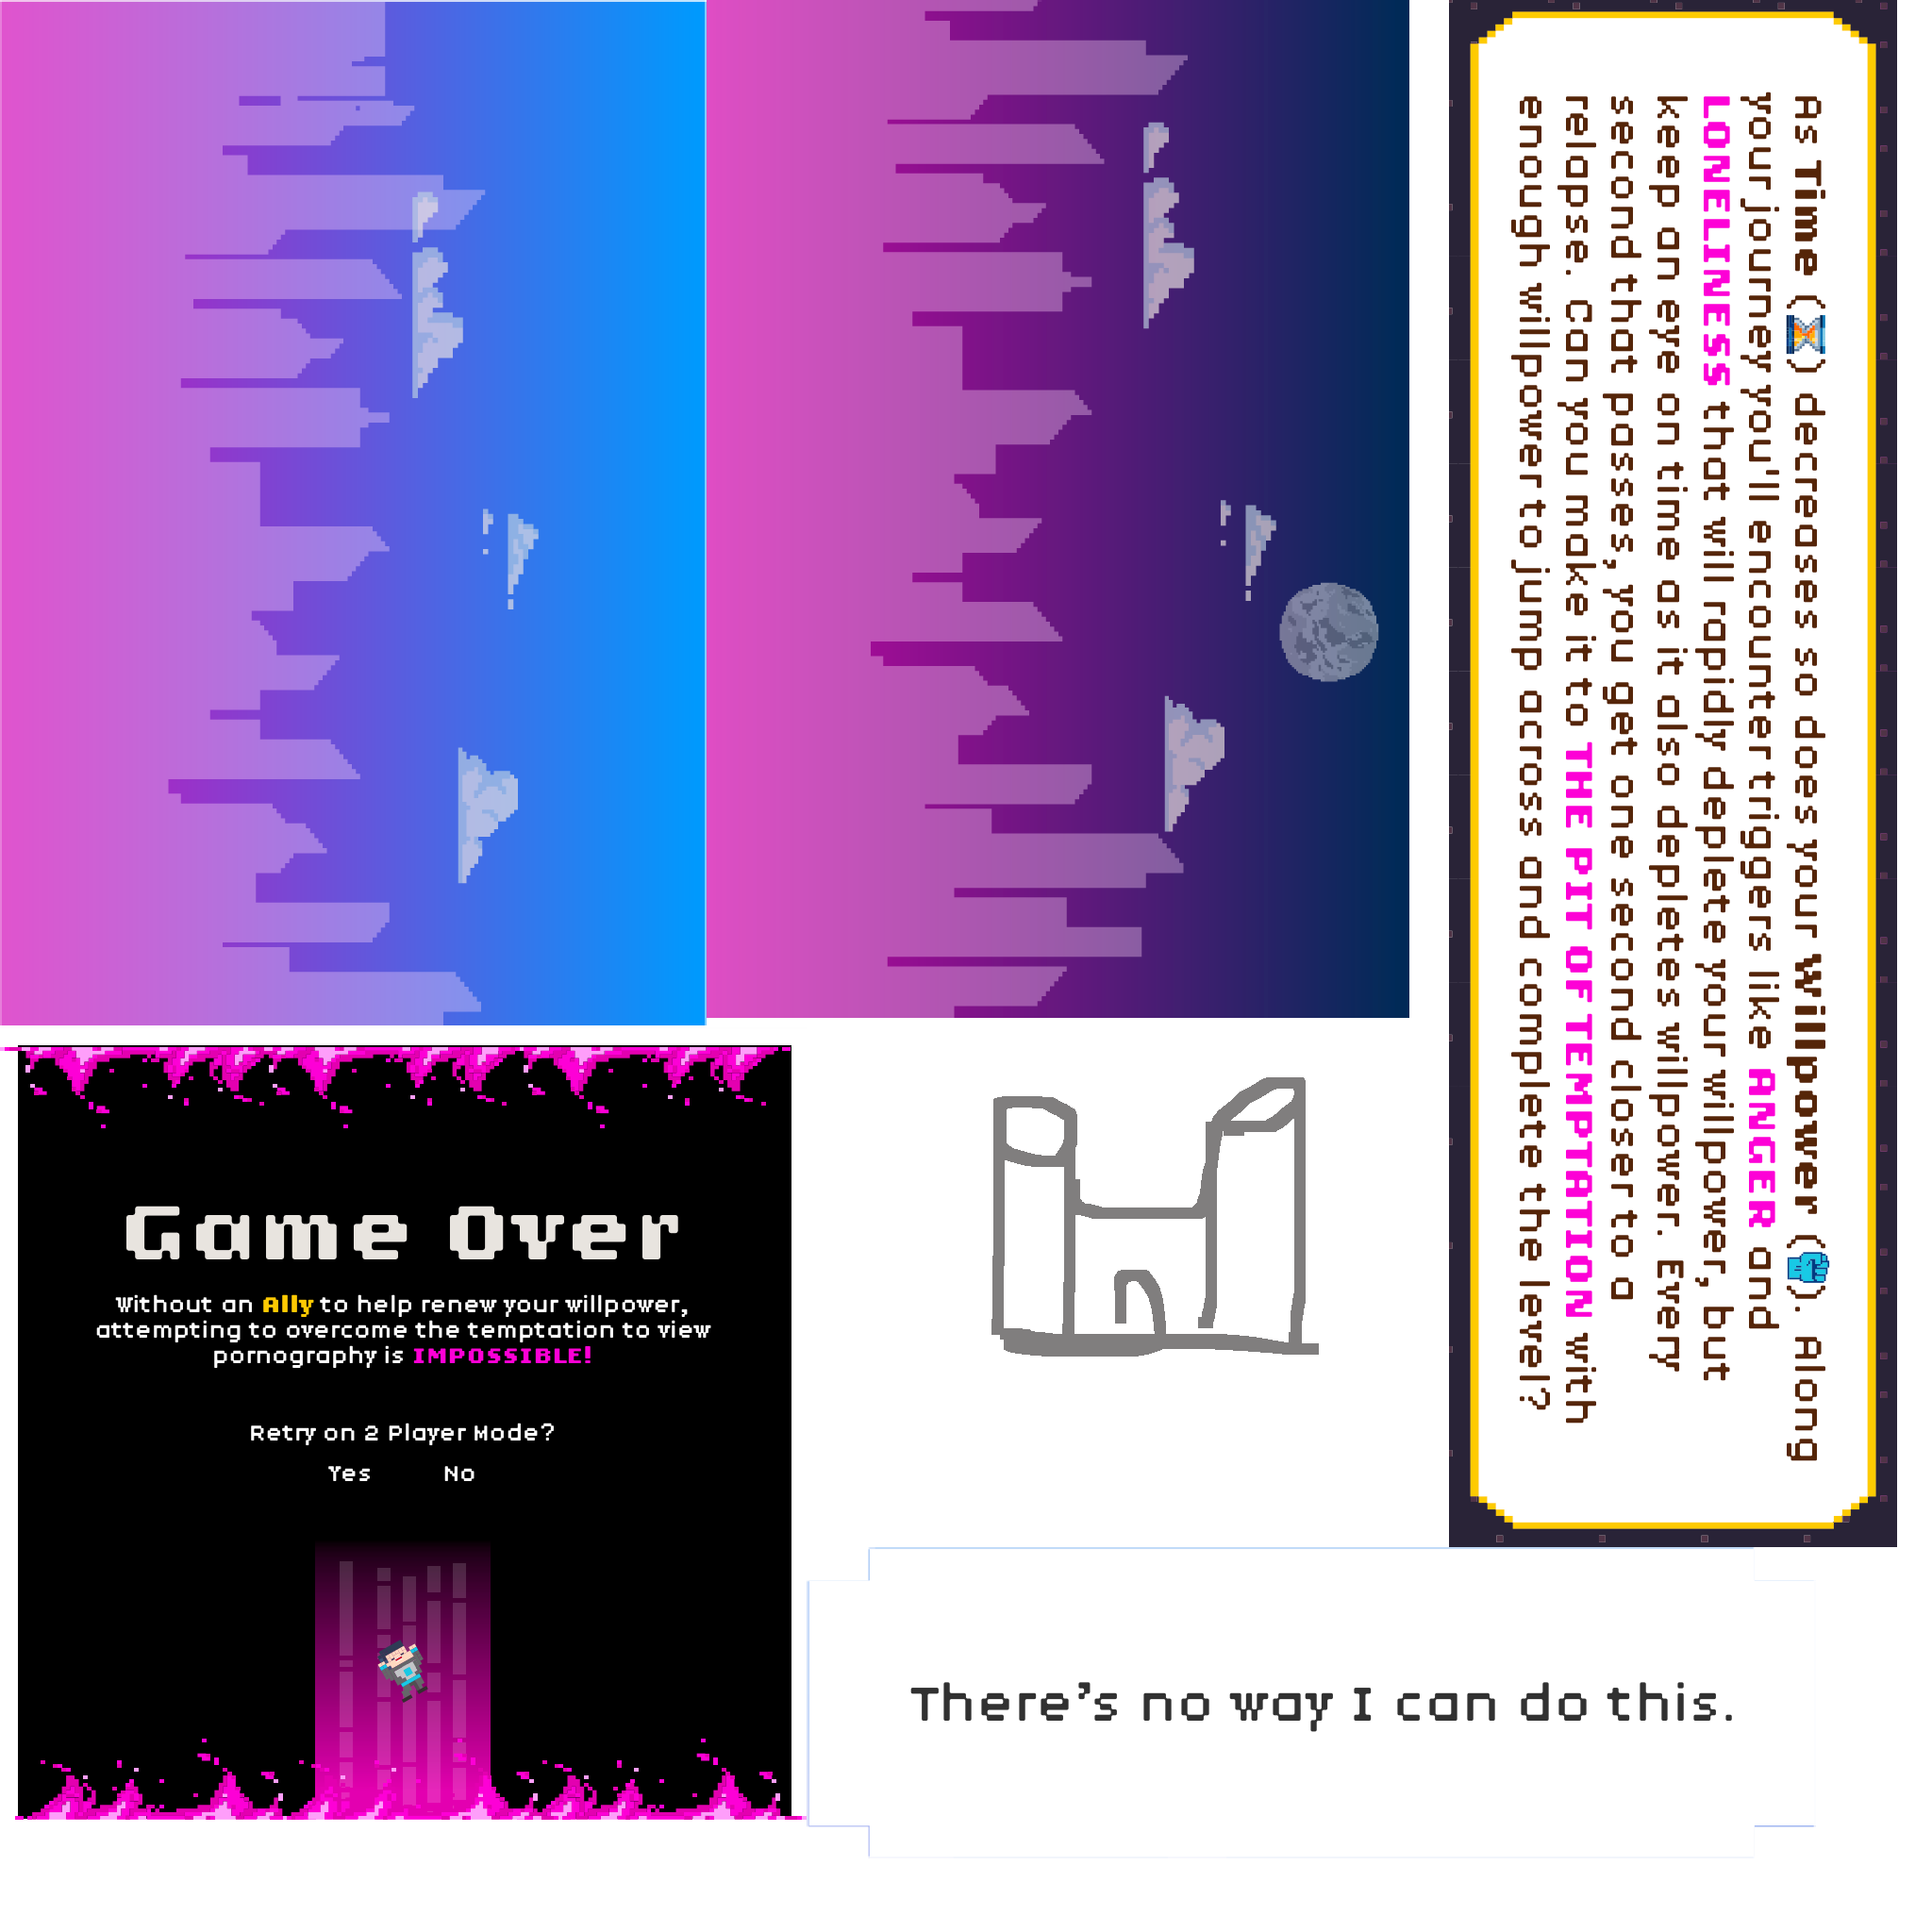 As Time (⌛) decreases so does your Willpower (✊). Along
your journey you'll encounter triggers like ANGER and
LONELINESS that will rapidly deplete your willpower, but
keep an eye on time as it also depletes willpower. Every
second that passes, you get one second closer to a
relapse. Can you make it to THE PIT OF TEMPTATION with
enough willpower to jump across and complete the level?
Game Over
Without an Ally to help renew your willpower,
attempting to overcome the temptation to view
pornography is IMPOSSIBLE!
Retry on 2 Player Mode?
Yes No
There's no way I can do this.